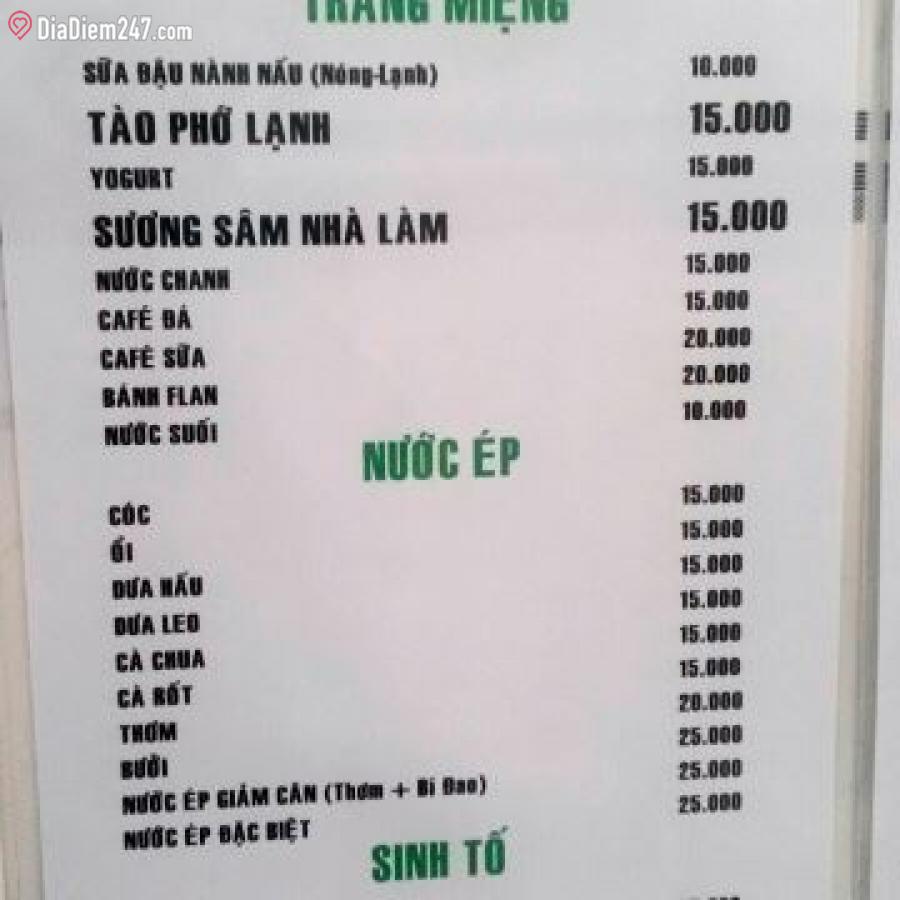 DiaDiem247.com
TRÁNG MIỆNG
SỮA ĐẬU NÀNH NẤU (Nóng-Lạnh) 10.000
TÀO PHỚ LẠNH 15.000
YOGURT 15.000
SƯƠNG SÂM NHÀ LÀM 15.000
NƯỚC CHANH 15.000
CAFÉ ĐÁ 15.000
CAFÉ SỮA 20.000
BÁNH FLAN 20.000
NƯỚC SUỐI 10.000
NƯỚC ÉP
CÓC 15.000
ỔI 15.000
DƯA HẤU 15.000
DƯA LEO 15.000
CÀ CHUA 15.000
CÀ RỐT 15.000
THƠM 20.000
BƯỞI 25.000
NƯỚC ÉP GIẢM CÂN (Thơm + Bí Đao) 25.000
NƯỚC ÉP ĐẶC BIỆT 25.000
SINH TỐ